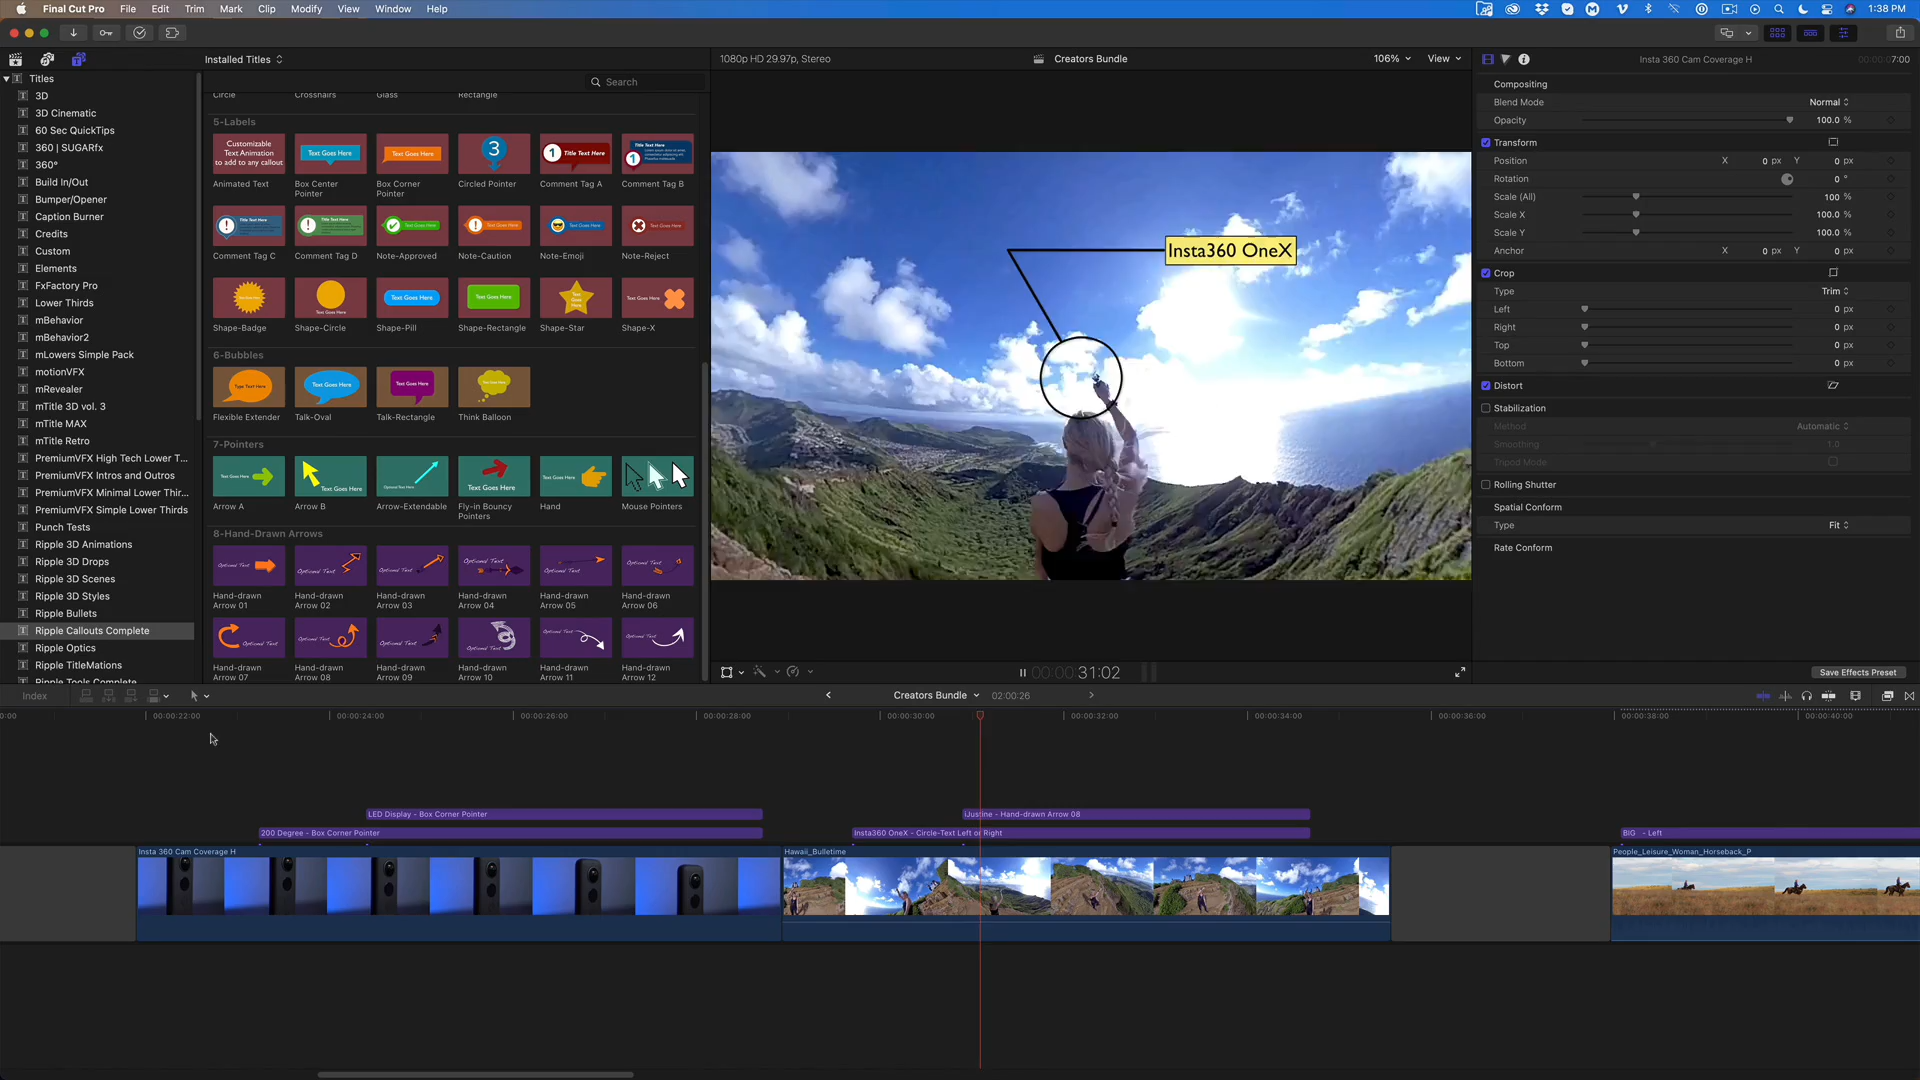 Final Cut Pro File Edit Trim Mark Clip Modify View Window Help 1:38 PM
Installed Titles
1080p HD 29.97p, Stereo
Creators Bundle
106% View
Insta 360 Cam Coverage H
7:00
Titles
3D
3D Cinematic
60 Sec QuickTips
360 | SUGARfx
360°
Build In/Out
Bumper/Opener
Caption Burner
Credits
Custom
Elements
FxFactory Pro
Lower Thirds
mBehavior
mBehavior2
mLowers Simple Pack
motionVFX
mRevealer
mTitle 3D vol. 3
mTitle MAX
mTitle Retro
PremiumVFX High Tech Lower T...
PremiumVFX Intros and Outros
PremiumVFX Minimal Lower Thir...
PremiumVFX Simple Lower Thirds
Punch Tests
Ripple 3D Animations
Ripple 3D Drops
Ripple 3D Scenes
Ripple 3D Styles
Ripple Bullets
Ripple Callouts Complete
Ripple Optics
Ripple TitleMations
Ripple Tools Complete
Search
Circle Crosshairs Glass Rectangle
5-Labels
Customizable
Text Animation
to add to any callout
Text Goes Here
Text Goes Here
3
1 Title Text Here
1
Animated Text
Box Center
Pointer
Box Corner
Pointer
Circled Pointer
Comment Tag A
Comment Tag B
Comment Tag C
Comment Tag D
Note-Approved
Note-Caution
Note-Emoji
Note-Reject
Text Goes Here
Text Goes Here
Shape-Badge
Shape-Circle
Shape-Pill
Shape-Rectangle
Shape-Star
Shape-X
6-Bubbles
Type Text Here
Text Goes Here
Text Goes Here
Flexible Extender
Talk-Oval
Talk-Rectangle
Think Balloon
7-Pointers
Text Goes Here
Text Goes Here
Optional Text Here
Text Goes Here
Text Goes Here
Arrow A
Arrow B
Arrow-Extendable
Fly-in Bouncy
Pointers
Hand
Mouse Pointers
8-Hand-Drawn Arrows
Optional Text
Optional Text
Optional Text
Optional Text
Optional Text
Optional Text
Hand-drawn
Arrow 01
Hand-drawn
Arrow 02
Hand-drawn
Arrow 03
Hand-drawn
Arrow 04
Hand-drawn
Arrow 05
Hand-drawn
Arrow 06
Optional Text
Optional Text
Optional Text
Optional Text
Optional Text
Optional Text
Hand-drawn
Arrow 07
Hand-drawn
Arrow 08
Hand-drawn
Arrow 09
Hand-drawn
Arrow 10
Hand-drawn
Arrow 11
Hand-drawn
Arrow 12
Insta360 OneX
00:00:00:31:02
Compositing
Blend Mode Normal
Opacity 100.0 %
Transform
Position X 0 px Y 0 px
Rotation 0 °
Scale (All) 100 %
Scale X 100.0 %
Scale Y 100.0 %
Anchor X 0 px Y 0 px
Crop
Type Trim
Left 0 px
Right 0 px
Top 0 px
Bottom 0 px
Distort
Stabilization
Method Automatic
Smoothing 1.0
Tripod Mode
Rolling Shutter
Spatial Conform
Type Fit
Rate Conform
Save Effects Preset
Index
Creators Bundle 02:00:26
00:00:22:00 00:00:24:00 00:00:26:00 00:00:28:00 00:00:30:00 00:00:32:00 00:00:34:00 00:00:36:00 00:00:38:00 00:00:40:00
LED Display - Box Corner Pointer
iJustine - Hand-drawn Arrow 08
200 Degree - Box Corner Pointer
Insta360 OneX - Circle-Text Left or Right
BIG - Left
Insta 360 Cam Coverage H
Hawaii_Bulletime
People_Leisure_Woman_Horseback_P